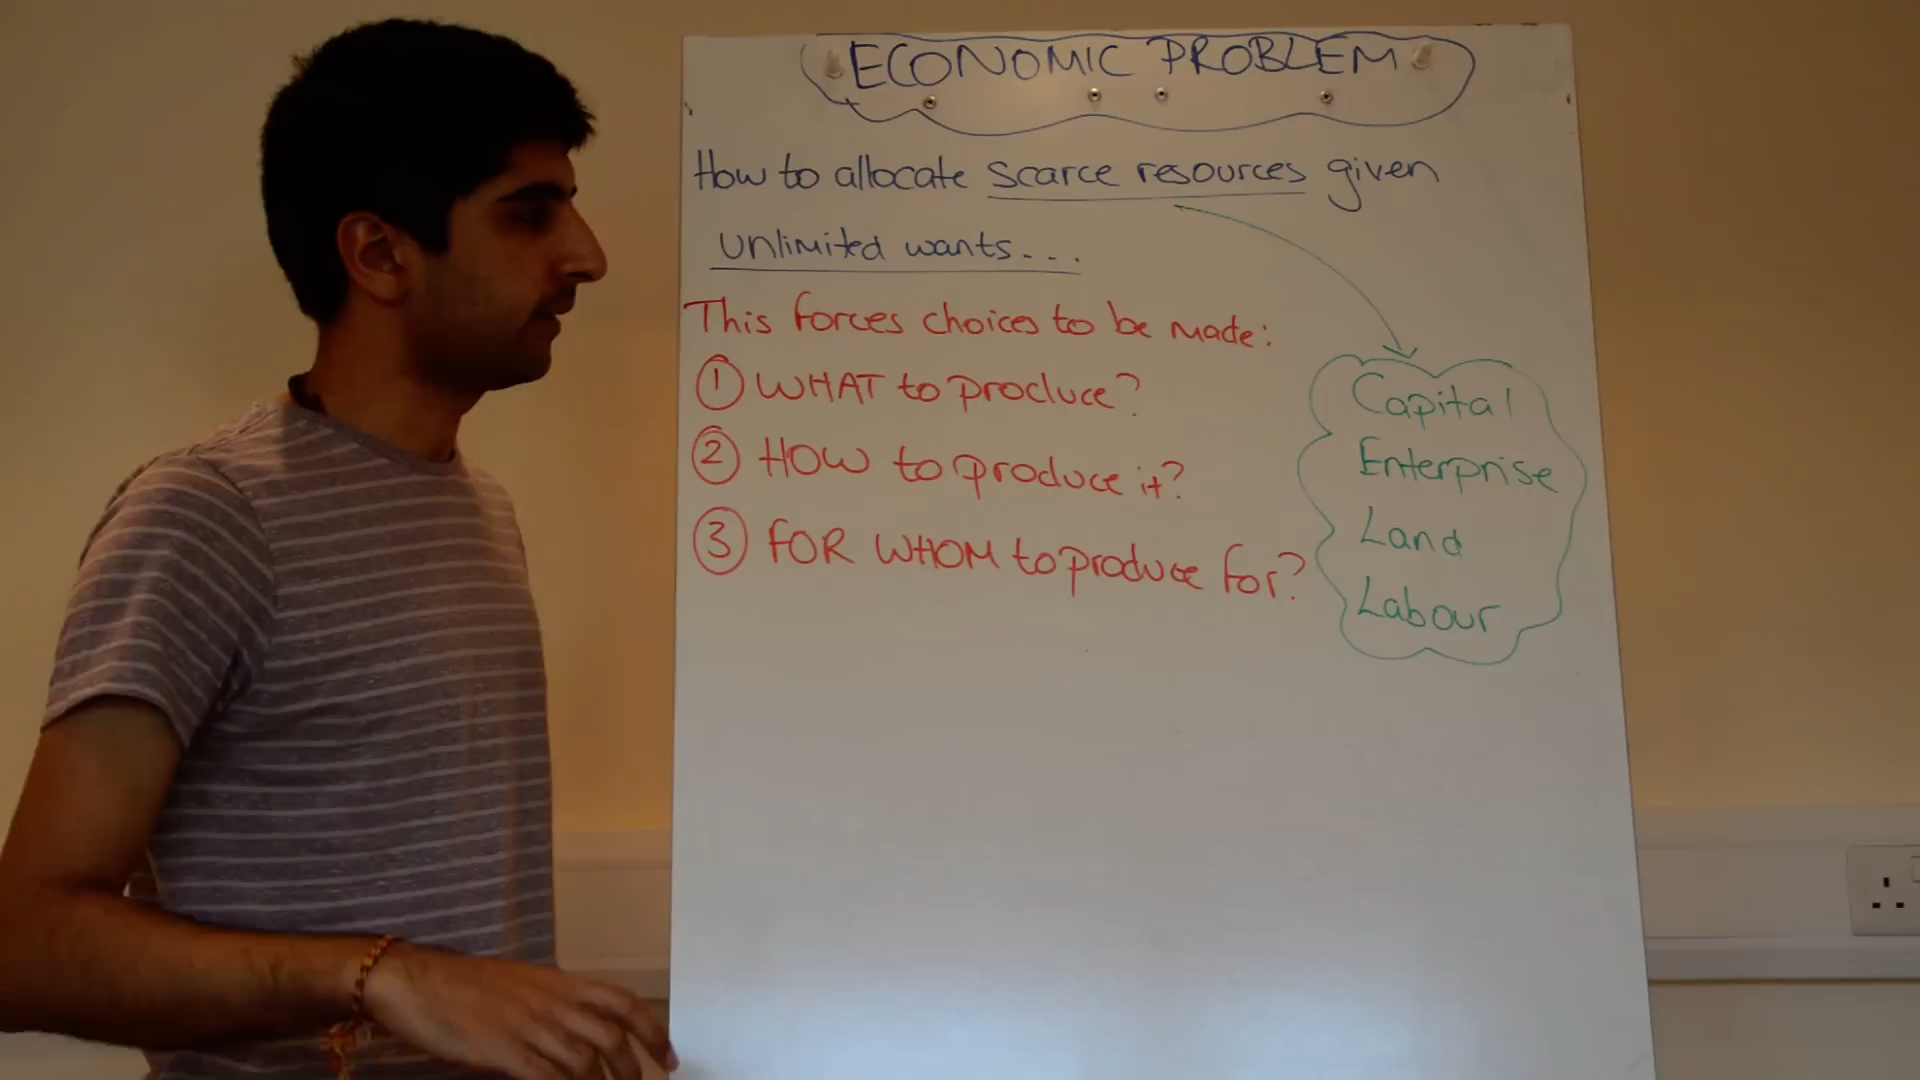 ECONOMIC PROBLEM
How to allocate scarce resources given
unlimited wants...
This forces choices to be made:
① WHAT to produce?
② HOW to produce it?
③ FOR WHOM to produce for?
Capital
Enterprise
Land
Labour